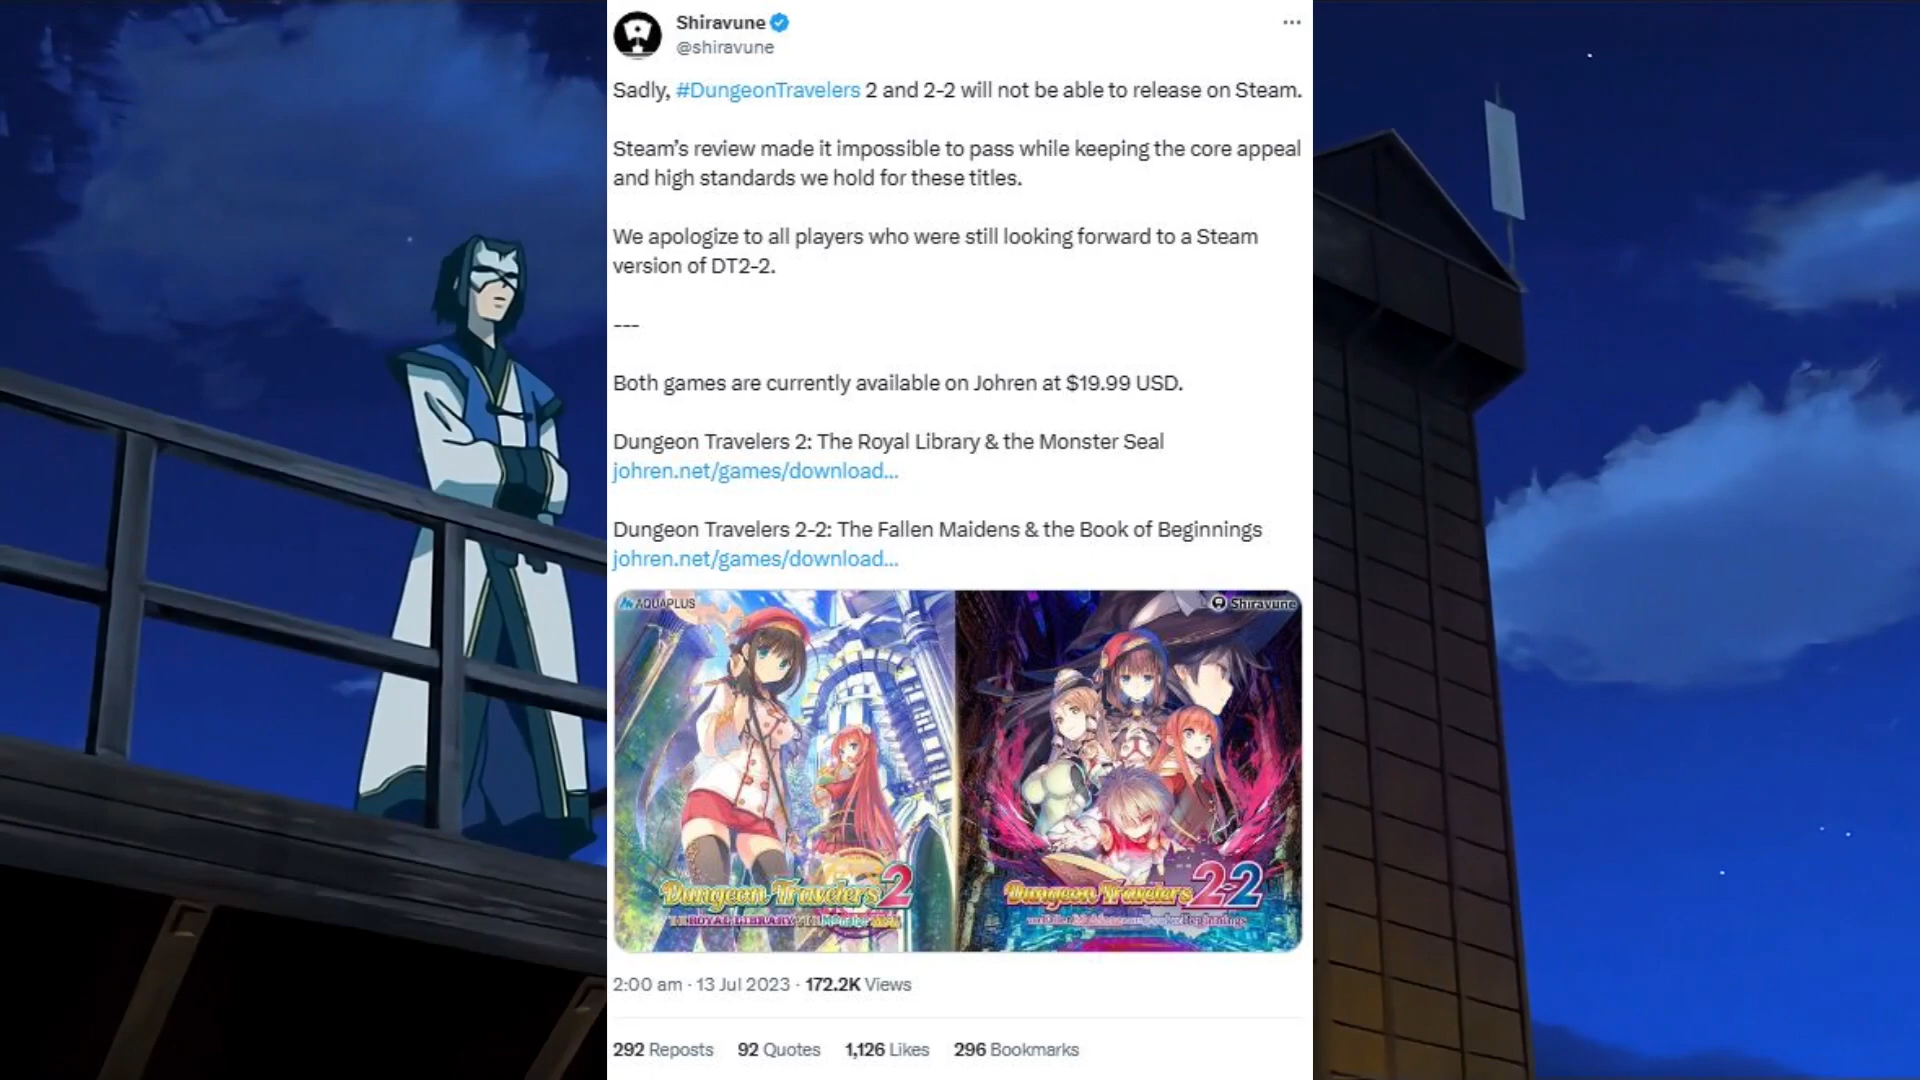 Shiravune
@shiravune
Sadly, #DungeonTravelers 2 and 2-2 will not be able to release on Steam.
Steam’s review made it impossible to pass while keeping the core appeal
and high standards we hold for these titles.
We apologize to all players who were still looking forward to a Steam
version of DT2-2.
---
Both games are currently available on Johren at $19.99 USD.
Dungeon Travelers 2: The Royal Library & the Monster Seal
johren.net/games/download...
Dungeon Travelers 2-2: The Fallen Maidens & the Book of Beginnings
johren.net/games/download...
AQUAPLUS
Shiravune
Dungeon Travelers 2
ROYAL LIBRARY
Monster Seal
Dungeon Travelers 2-2
Beginnings
2:00 am · 13 Jul 2023 · 172.2K Views
292 Reposts 92 Quotes 1,126 Likes 296 Bookmarks